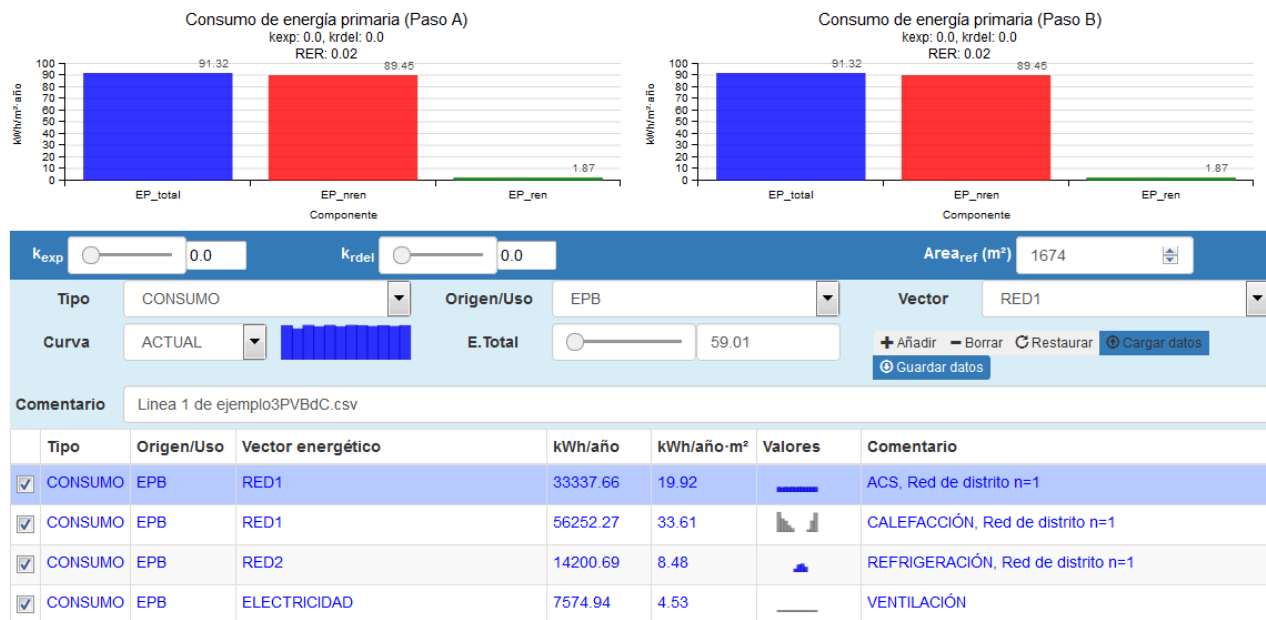 Consumo de energía primaria (Paso A)
kexp: 0.0, krdel: 0.0
RER: 0.02
kWh/m²·año
100
90
80
70
60
50
40
30
20
10
0
91.32
89.45
1.87
EP_total EP_nren EP_ren
Componente
Consumo de energía primaria (Paso B)
kexp: 0.0, krdel: 0.0
RER: 0.02
kWh/m²·año
100
90
80
70
60
50
40
30
20
10
0
91.32
89.45
1.87
EP_total EP_nren EP_ren
Componente
kexp 0.0 krdel 0.0 Arearef (m²) 1674
Tipo CONSUMO Origen/Uso EPB Vector RED1
Curva ACTUAL E.Total 59.01 Añadir Borrar Restaurar Cargar datos
Guardar datos
Comentario Linea 1 de ejemplo3PVBdC.csv
Tipo Origen/Uso Vector energético kWh/año kWh/año·m² Valores Comentario
CONSUMO EPB RED1 33337.66 19.92 ACS, Red de distrito n=1
CONSUMO EPB RED1 56252.27 33.61 CALEFACCIÓN, Red de distrito n=1
CONSUMO EPB RED2 14200.69 8.48 REFRIGERACIÓN, Red de distrito n=1
CONSUMO EPB ELECTRICIDAD 7574.94 4.53 VENTILACIÓN